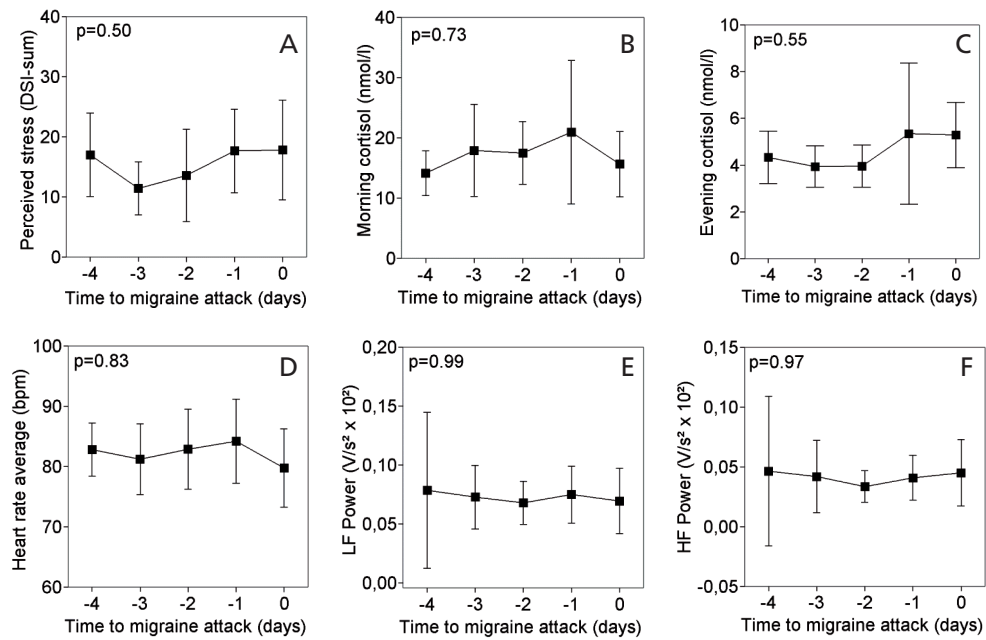 p=0.50
A
Perceived stress (DSI-sum)
40
30
20
10
0
-4 -3 -2 -1 0
Time to migraine attack (days)
p=0.73
B
Morning cortisol (nmol/l)
40
30
20
10
0
-4 -3 -2 -1 0
Time to migraine attack (days)
p=0.55
C
Evening cortisol (nmol/l)
10
8
6
4
2
0
-4 -3 -2 -1 0
Time to migraine attack (days)
p=0.83
D
Heart rate average (bpm)
100
90
80
70
60
-4 -3 -2 -1 0
Time to migraine attack (days)
p=0.99
E
LF Power (V/s² x 10²)
0,20
0,15
0,10
0,05
0,00
-4 -3 -2 -1 0
Time to migraine attack (days)
p=0.97
F
HF Power (V/s² x 10²)
0,15
0,10
0,05
0,00
-0,05
-4 -3 -2 -1 0
Time to migraine attack (days)